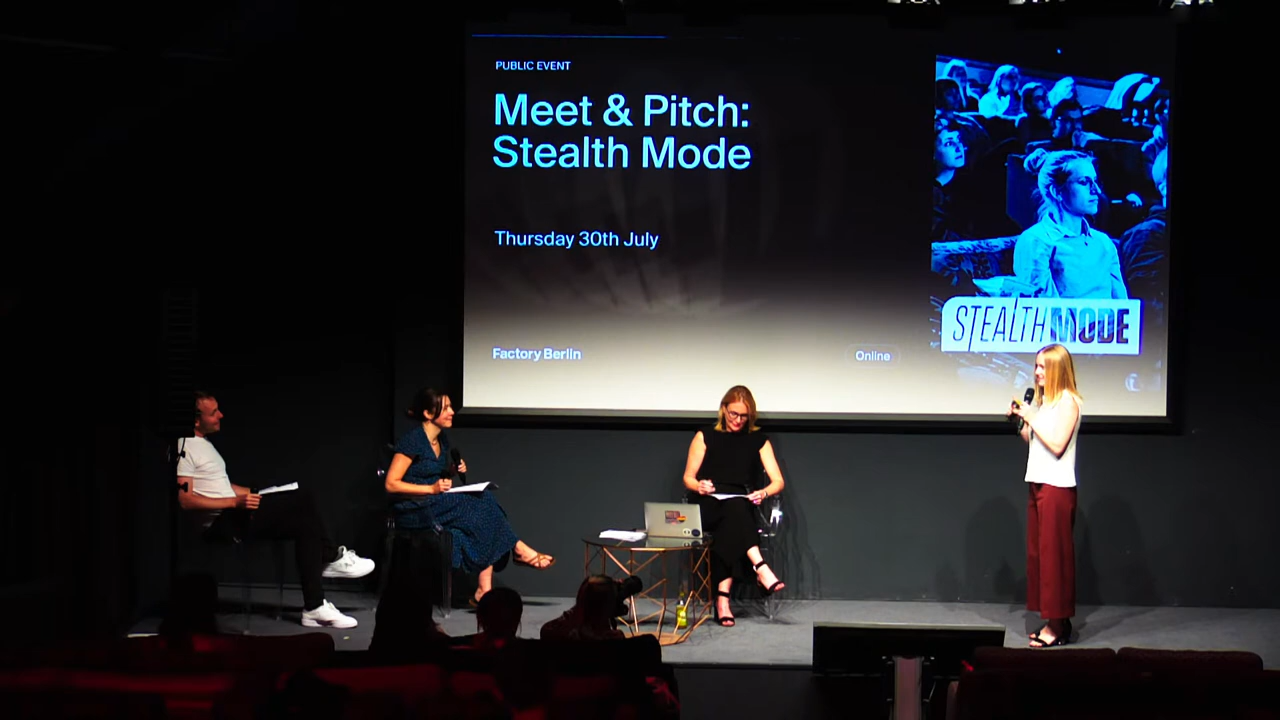 PUBLIC EVENT
Meet & Pitch:
Stealth Mode
Thursday 30th July
Factory Berlin
Online
STEALTHMODE